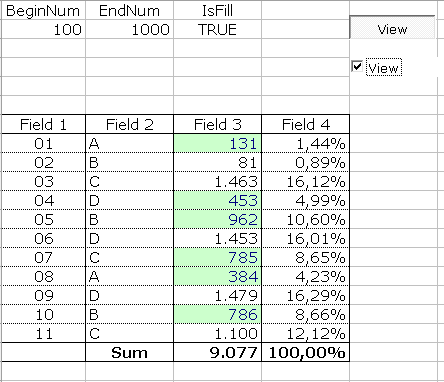 BeginNum EndNum IsFill
100 1000 TRUE View
View
Field 1 Field 2 Field 3 Field 4
01 A 131 1,44%
02 B 81 0,89%
03 C 1.463 16,12%
04 D 453 4,99%
05 B 962 10,60%
06 D 1.453 16,01%
07 C 785 8,65%
08 A 384 4,23%
09 D 1.479 16,29%
10 B 786 8,66%
11 C 1.100 12,12%
Sum 9.077 100,00%